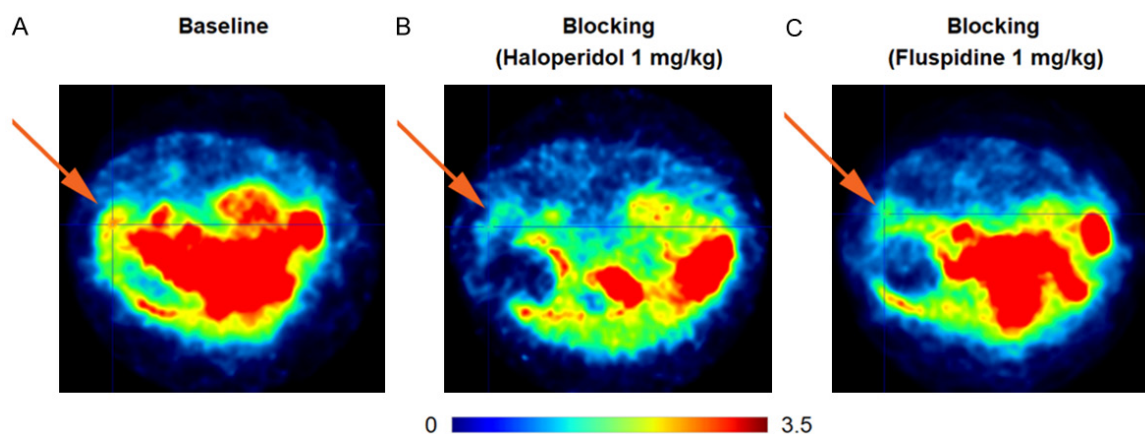 A
Baseline
B
Blocking
(Haloperidol 1 mg/kg)
C
Blocking
(Fluspidine 1 mg/kg)
0
3.5